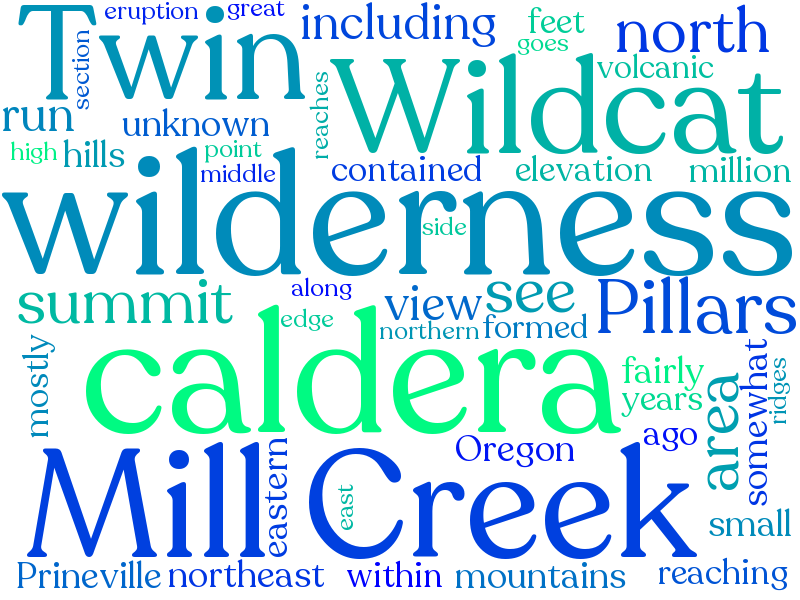 eruption
great
including
feet
north
Twin
section
goes
volcanic
Wildcat
run
unknown
reaches
high
hills
point
middle
contained
elevation
million
wilderness
side
summit
along
view
see
Pillars
edge
northern
formed
mostly
caldera
fairly
years
area
somewhat
ridges
Mill Creek
eastern
east
Oregon
ago
small
Prineville
northeast
within
mountains
reaching